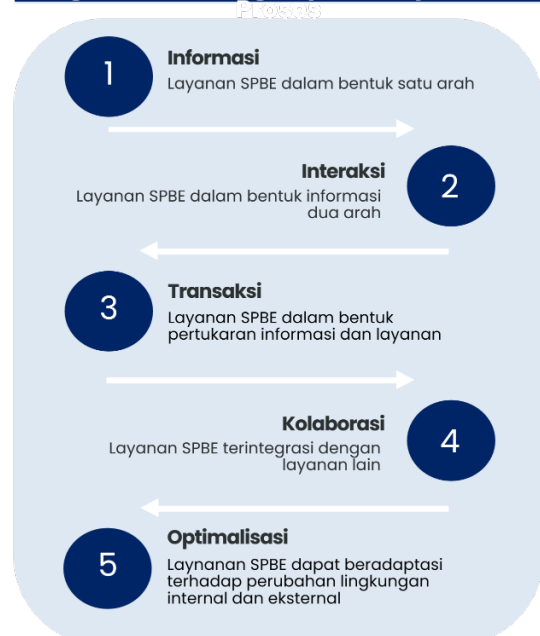 Proses
1
Informasi
Layanan SPBE dalam bentuk satu arah
Interaksi
2
Layanan SPBE dalam bentuk informasi
dua arah
3
Transaksi
Layanan SPBE dalam bentuk
pertukaran informasi dan layanan
Kolaborasi
4
Layanan SPBE terintegrasi dengan
layanan lain
5
Optimalisasi
Laynanan SPBE dapat beradaptasi
terhadap perubahan lingkungan
internal dan eksternal